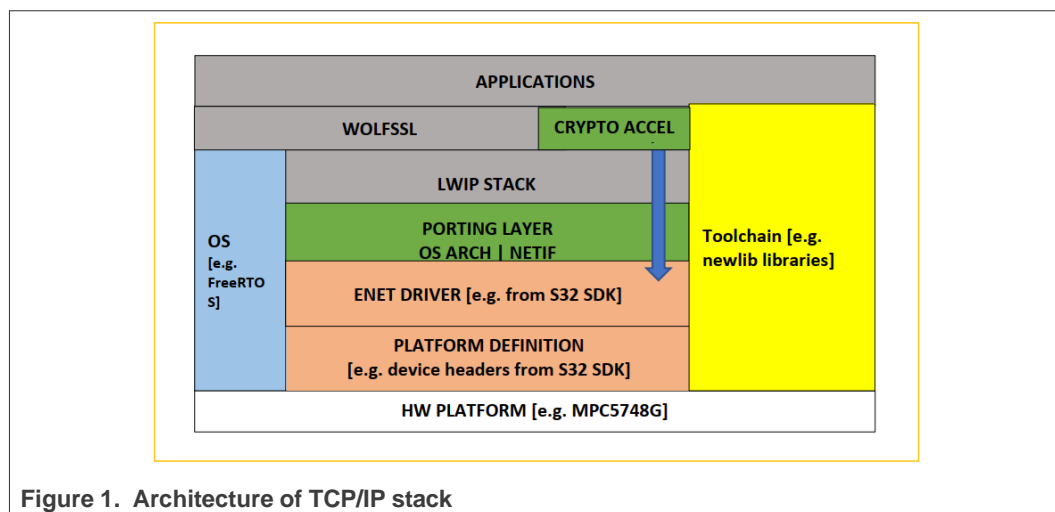 APPLICATIONS
WOLFSSL
CRYPTO ACCEL
LWIP STACK
PORTING LAYER
OS ARCH | NETIF
OS
[e.g.
FreeRTO
S]
Toolchain [e.g.
newlib libraries]
ENET DRIVER [e.g. from S32 SDK]
PLATFORM DEFINITION
[e.g. device headers from S32 SDK]
HW PLATFORM [e.g. MPC5748G]
Figure 1. Architecture of TCP/IP stack